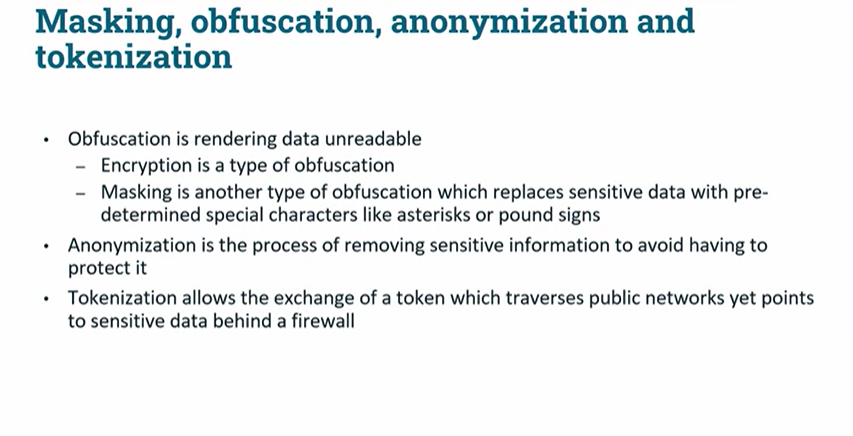 Masking, obfuscation, anonymization and
tokenization
• Obfuscation is rendering data unreadable
– Encryption is a type of obfuscation
– Masking is another type of obfuscation which replaces sensitive data with pre-
determined special characters like asterisks or pound signs
• Anonymization is the process of removing sensitive information to avoid having to
protect it
• Tokenization allows the exchange of a token which traverses public networks yet points
to sensitive data behind a firewall